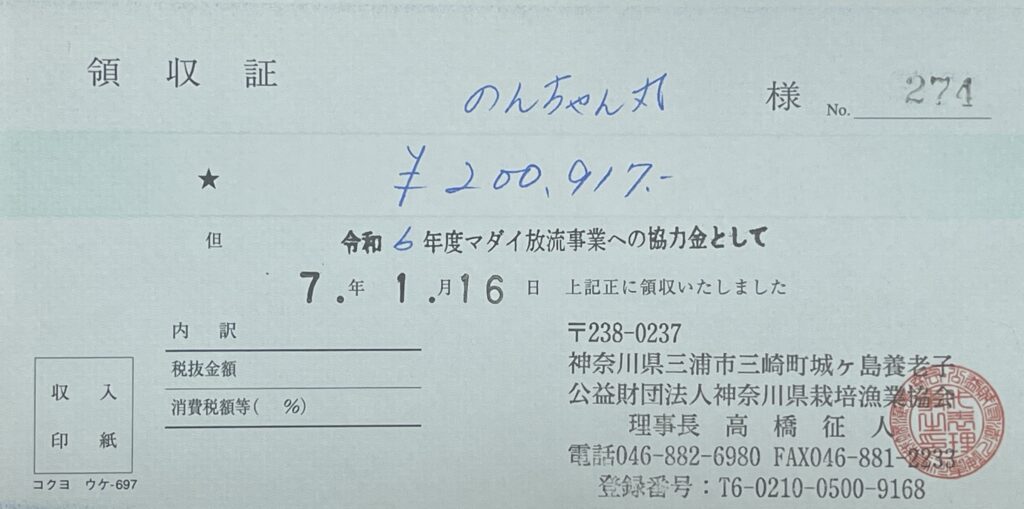 領収証
のんちゃん丸 様 No. 274
★ ¥200,917.-
但 令和6年度マダイ放流事業への協力金として
7.年 1.月16日 上記正に領収いたしました
内訳
税抜金額
消費税額等( %)
収入
印紙
コクヨ ウケ-697
〒238-0237
神奈川県三浦市三崎町城ヶ島養老子
公益財団法人神奈川県栽培漁業協会
理事長 高橋征人
電話046-882-6980 FAX046-881-2233
登録番号:T6-0210-0500-9168